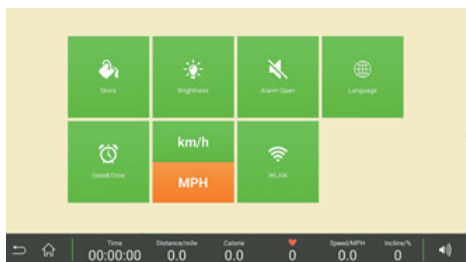 Skins
Brightness
Alarm Open
Language
Date&Time
km/h
MPH
WLAN
Time
00:00:00
Distance/mile
0.0
Calorie
0.0
0
Speed/MPH
0.0
Incline/%
0